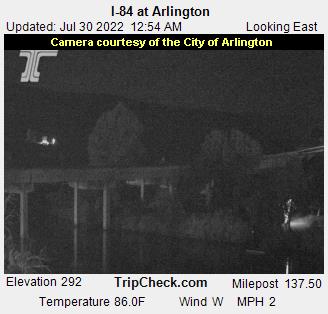 I-84 at Arlington
Updated: Jul 30 2022 12:54 AM Looking East
Camera courtesy of the City of Arlington
Elevation 292 TripCheck.com Milepost 137.50
Temperature 86.0F Wind W MPH 2